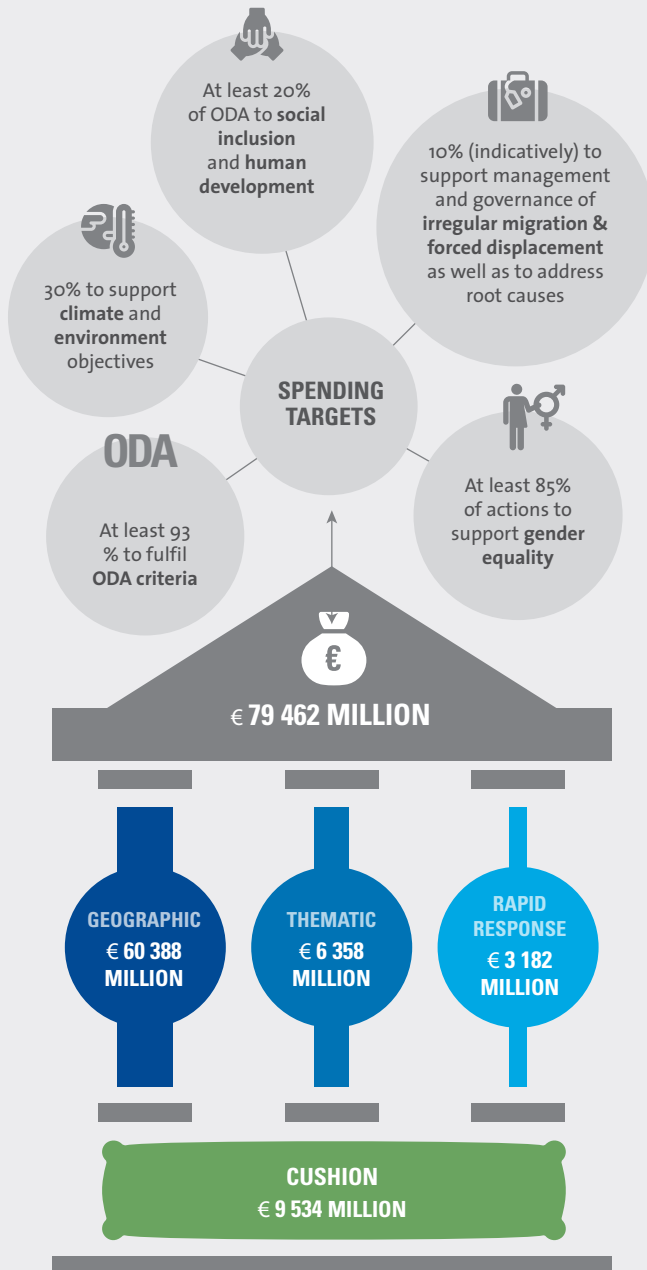 At least 20%
of ODA to social
inclusion
and human
development
10% (indicatively) to
support management
and governance of
irregular migration &
forced displacement
as well as to address
root causes
30% to support
climate and
environment
objectives
SPENDING
TARGETS
ODA
At least 93
% to fulfil
ODA criteria
At least 85%
of actions to
support gender
equality
€
€ 79 462 MILLION
GEOGRAPHIC
€ 60 388
MILLION
THEMATIC
€ 6 358
MILLION
RAPID
RESPONSE
€ 3 182
MILLION
CUSHION
€ 9 534 MILLION